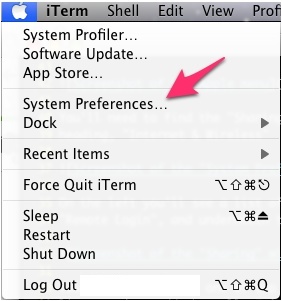 iTerm Shell Edit View Prof
System Profiler...
Software Update...
App Store...
System Preferences...
Dock
Recent Items
Force Quit iTerm ⌥⇧⌘⎋
Sleep ⌥⌘⏏
Restart
Shut Down
Log Out ⌥⇧⌘Q